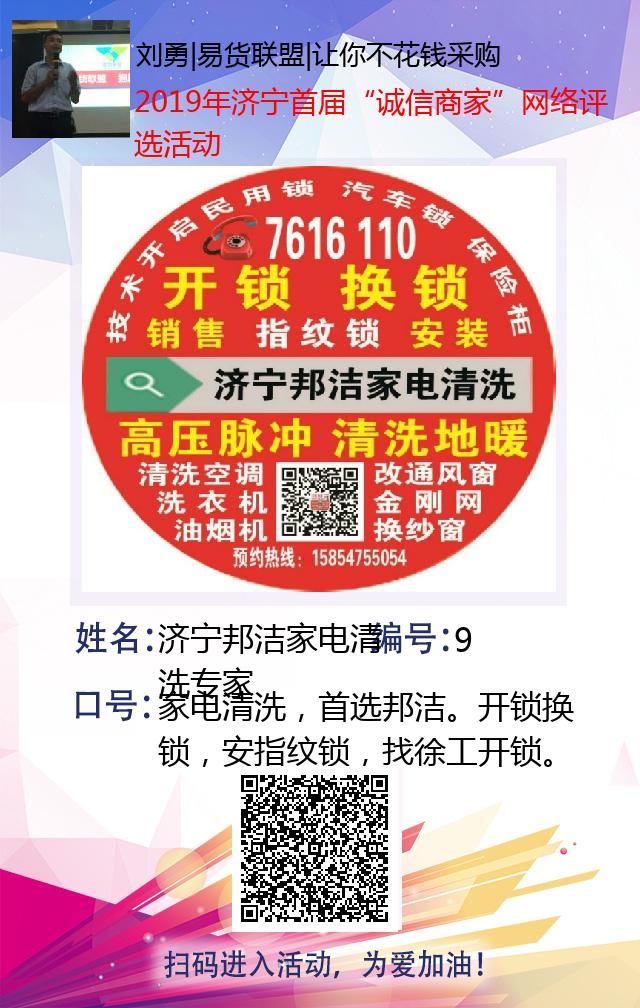 刘勇|易货联盟|让你不花钱采购
2019年济宁首届“诚信商家”网络评
选活动
技术开启民用锁 汽车锁 保险柜
7616 110
开锁 换锁
销售 指纹锁 安装
济宁邦洁家电清洗
高压脉冲 清洗地暖
清洗空调 改通风窗
洗衣机 金刚网
油烟机 换纱窗
预约热线：15854755054
姓名：济宁邦洁家电清 编号：9
洗专家
口号：家电清洗，首选邦洁。开锁换
锁，安指纹锁，找徐工开锁。
扫码进入活动，为爱加油！